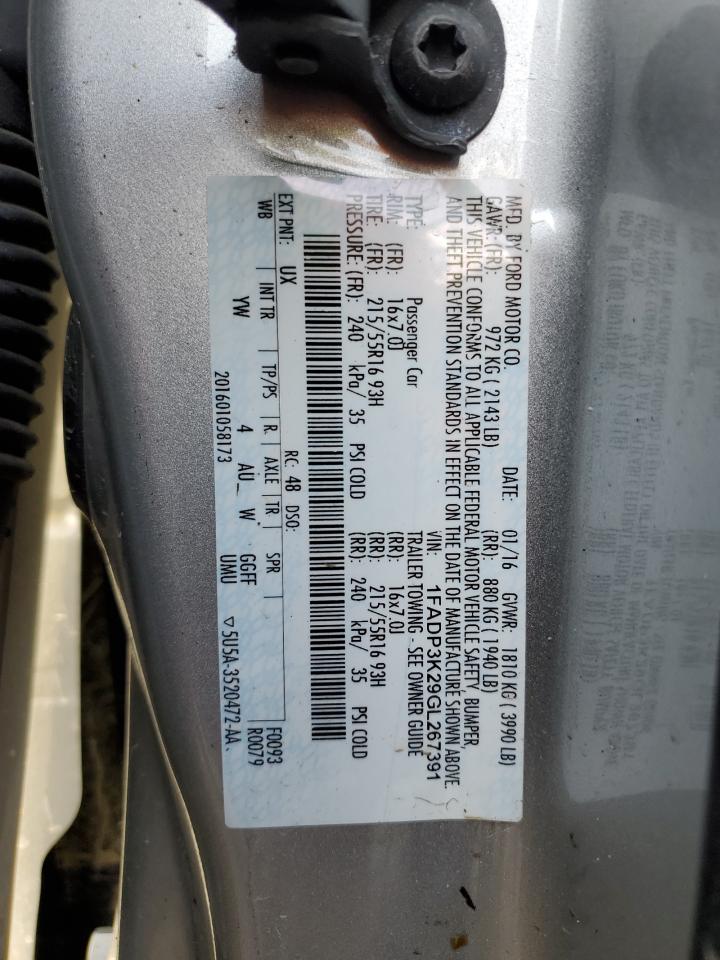 MFD. BY FORD MOTOR CO. DATE: 01/16 GVWR: 1810 KG ( 3990 LB)
GAWR: (FR): 972 KG ( 2143 LB) (RR): 880 KG ( 1940 LB)
THIS VEHICLE CONFORMS TO ALL APPLICABLE FEDERAL MOTOR VEHICLE SAFETY, BUMPER,
AND THEFT PREVENTION STANDARDS IN EFFECT ON THE DATE OF MANUFACTURE SHOWN ABOVE.
VIN: 1FADP3K29GL267391
TYPE: Passenger Car TRAILER TOWING - SEE OWNER GUIDE
RIM: (FR): 16x7.0J (RR): 16x7.0J
TIRE: (FR): 215/55R16 93H (RR): 215/55R16 93H
PRESSURE: (FR): 240 kPa/ 35 PSI COLD (RR): 240 kPa/ 35 PSI COLD
EXT PNT: UX RC: 48 DSO: F0093
WB INT TR TP/PS R. AXLE TR SPR R0079
YW 4 AU_ W GGFF
UMU
201601058173 ▽5U5A-3520472-AA,